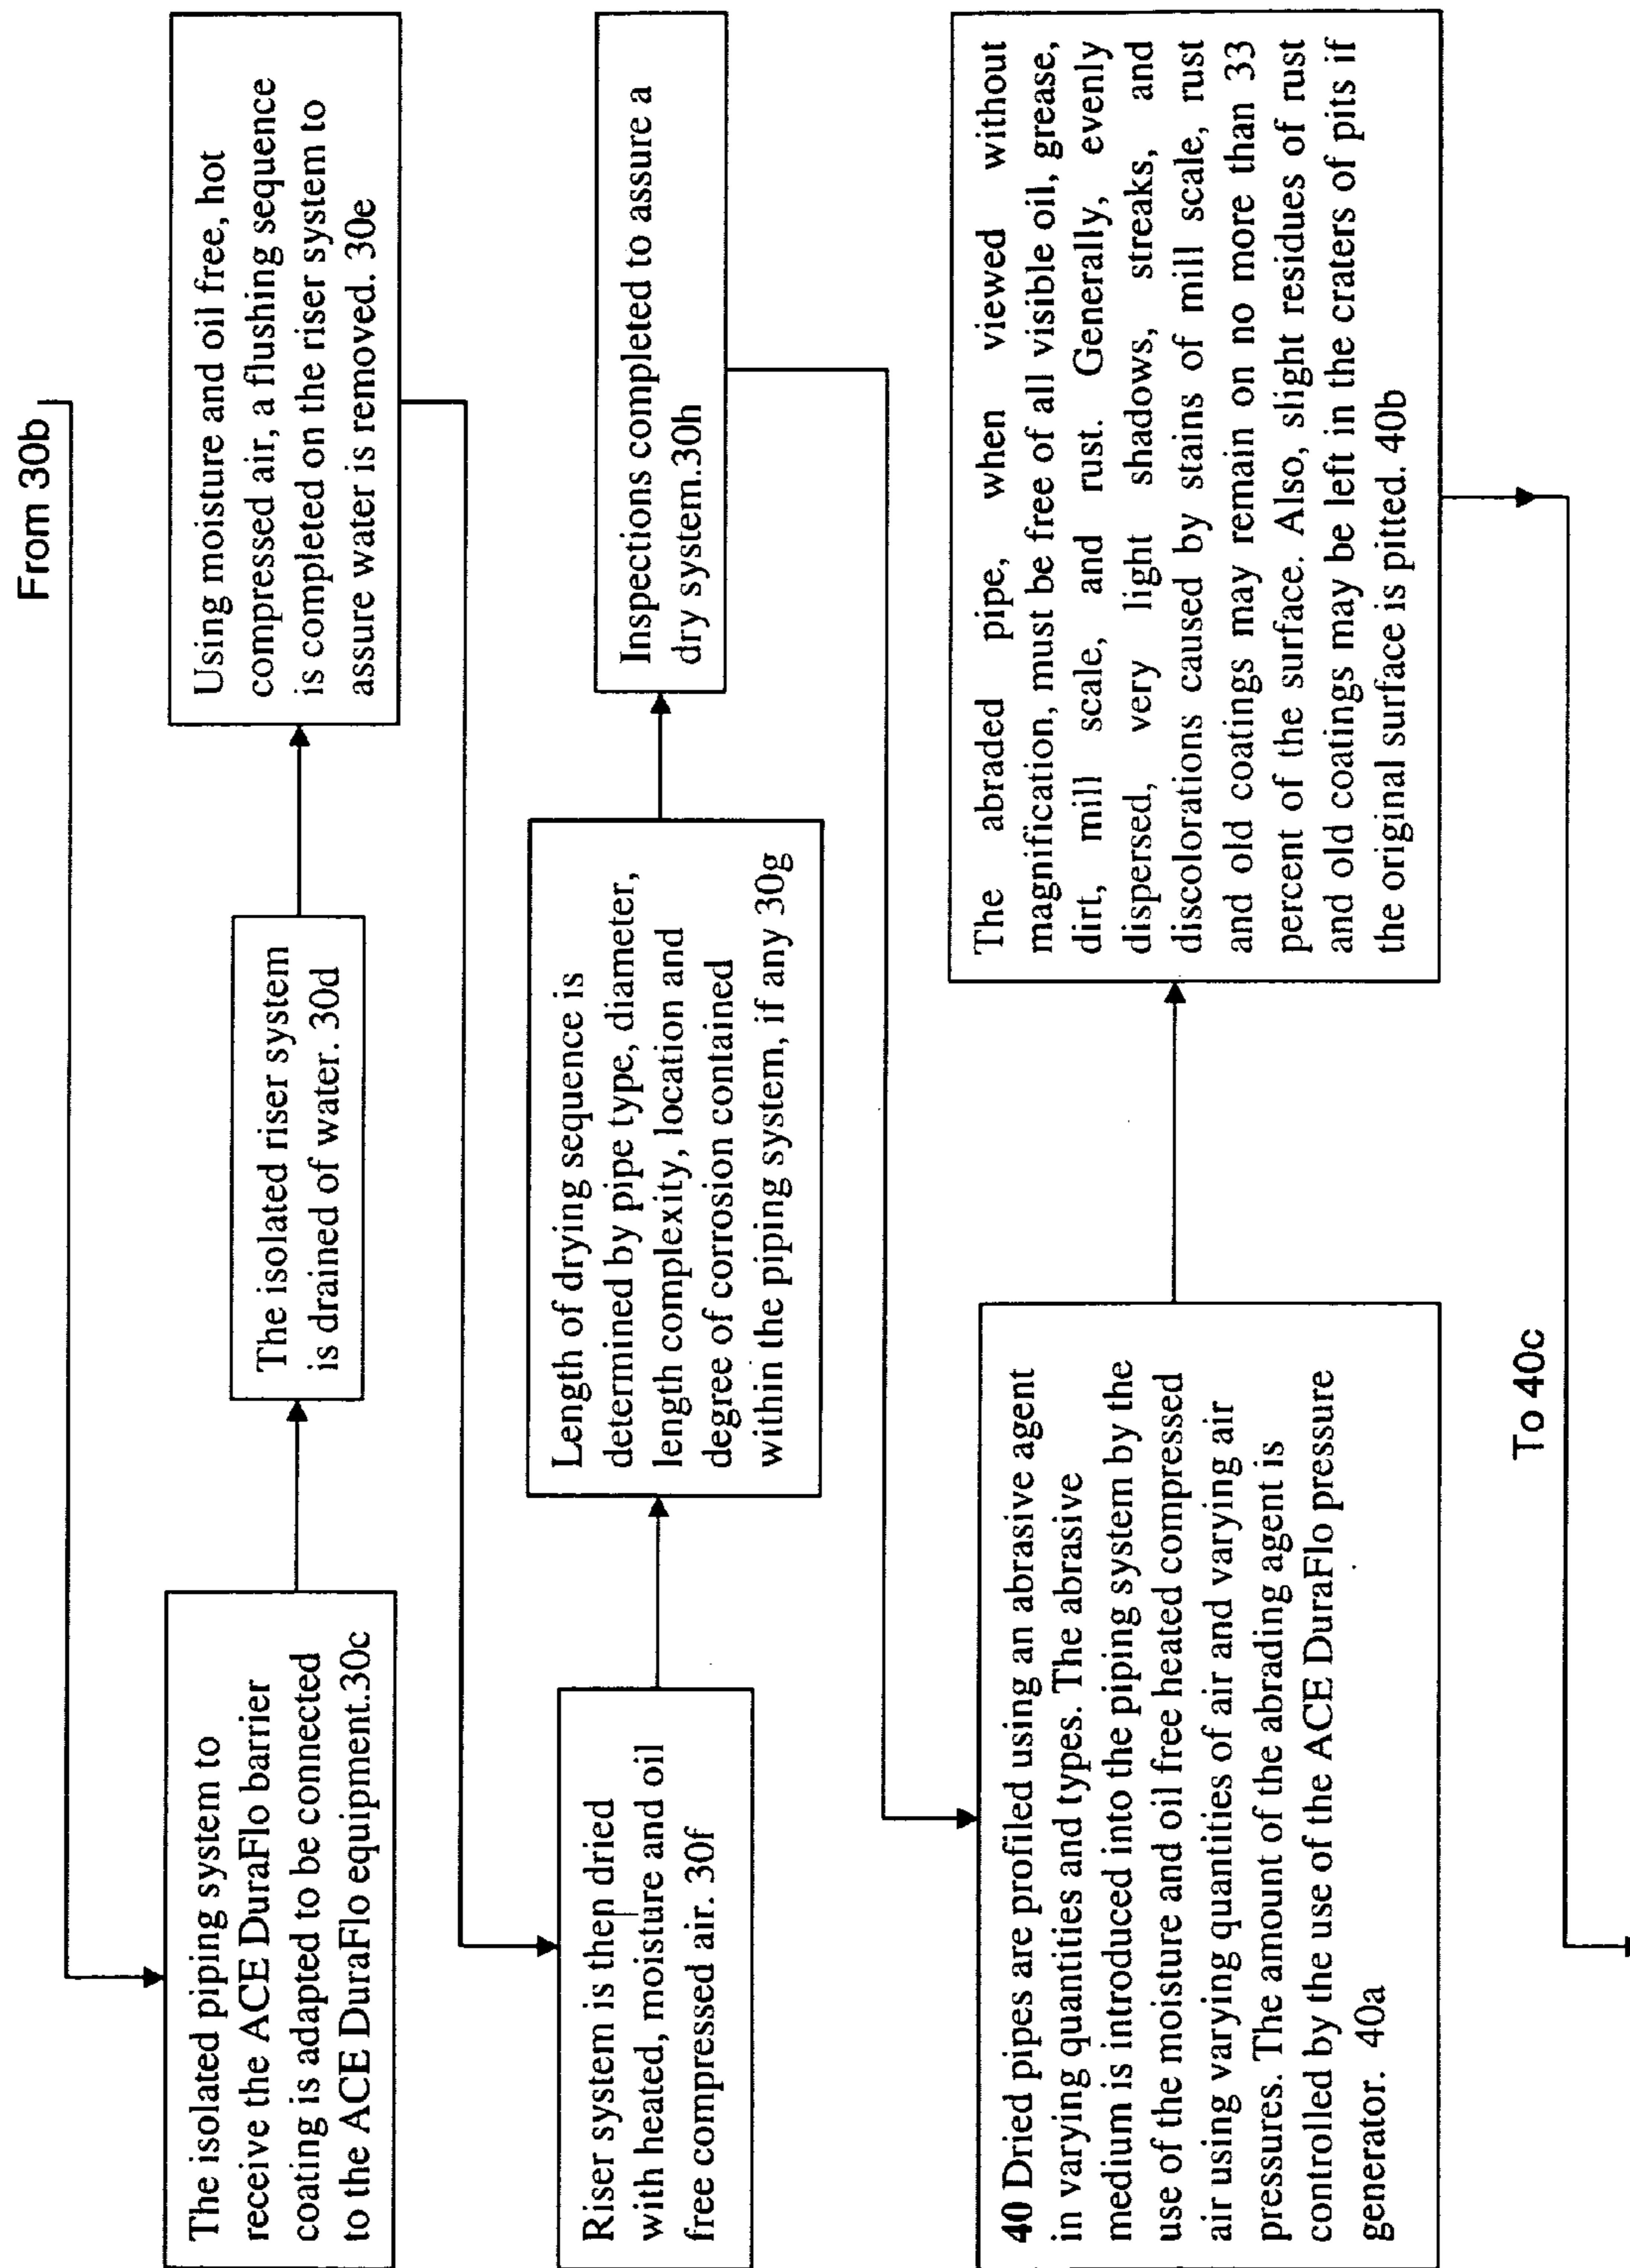 From 30b
The isolated piping system to
receive the ACE DuraFlo barrier
coating is adapted to be connected
to the ACE DuraFlo equipment.30c
The isolated riser system
is drained of water. 30d
Using moisture and oil free, hot
compressed air, a flushing sequence
is completed on the riser system to
assure water is removed. 30e
Riser system is then dried
with heated, moisture and oil
free compressed air. 30f
Length of drying sequence is
determined by pipe type, diameter,
length complexity, location and
degree of corrosion contained
within the piping system, if any 30g
Inspections completed to assure a
dry system.30h
40 Dried pipes are profiled using an abrasive agent
in varying quantities and types. The abrasive
medium is introduced into the piping system by the
use of the moisture and oil free heated compressed
air using varying quantities of air and varying air
pressures. The amount of the abrading agent is
controlled by the use of the ACE DuraFlo pressure
generator. 40a
The abraded pipe, when viewed without
magnification, must be free of all visible oil, grease,
dirt, mill scale, and rust. Generally, evenly
dispersed, very light shadows, streaks, and
discolorations caused by stains of mill scale, rust
and old coatings may remain on no more than 33
percent of the surface. Also, slight residues of rust
and old coatings may be left in the craters of pits if
the original surface is pitted. 40b
To 40c